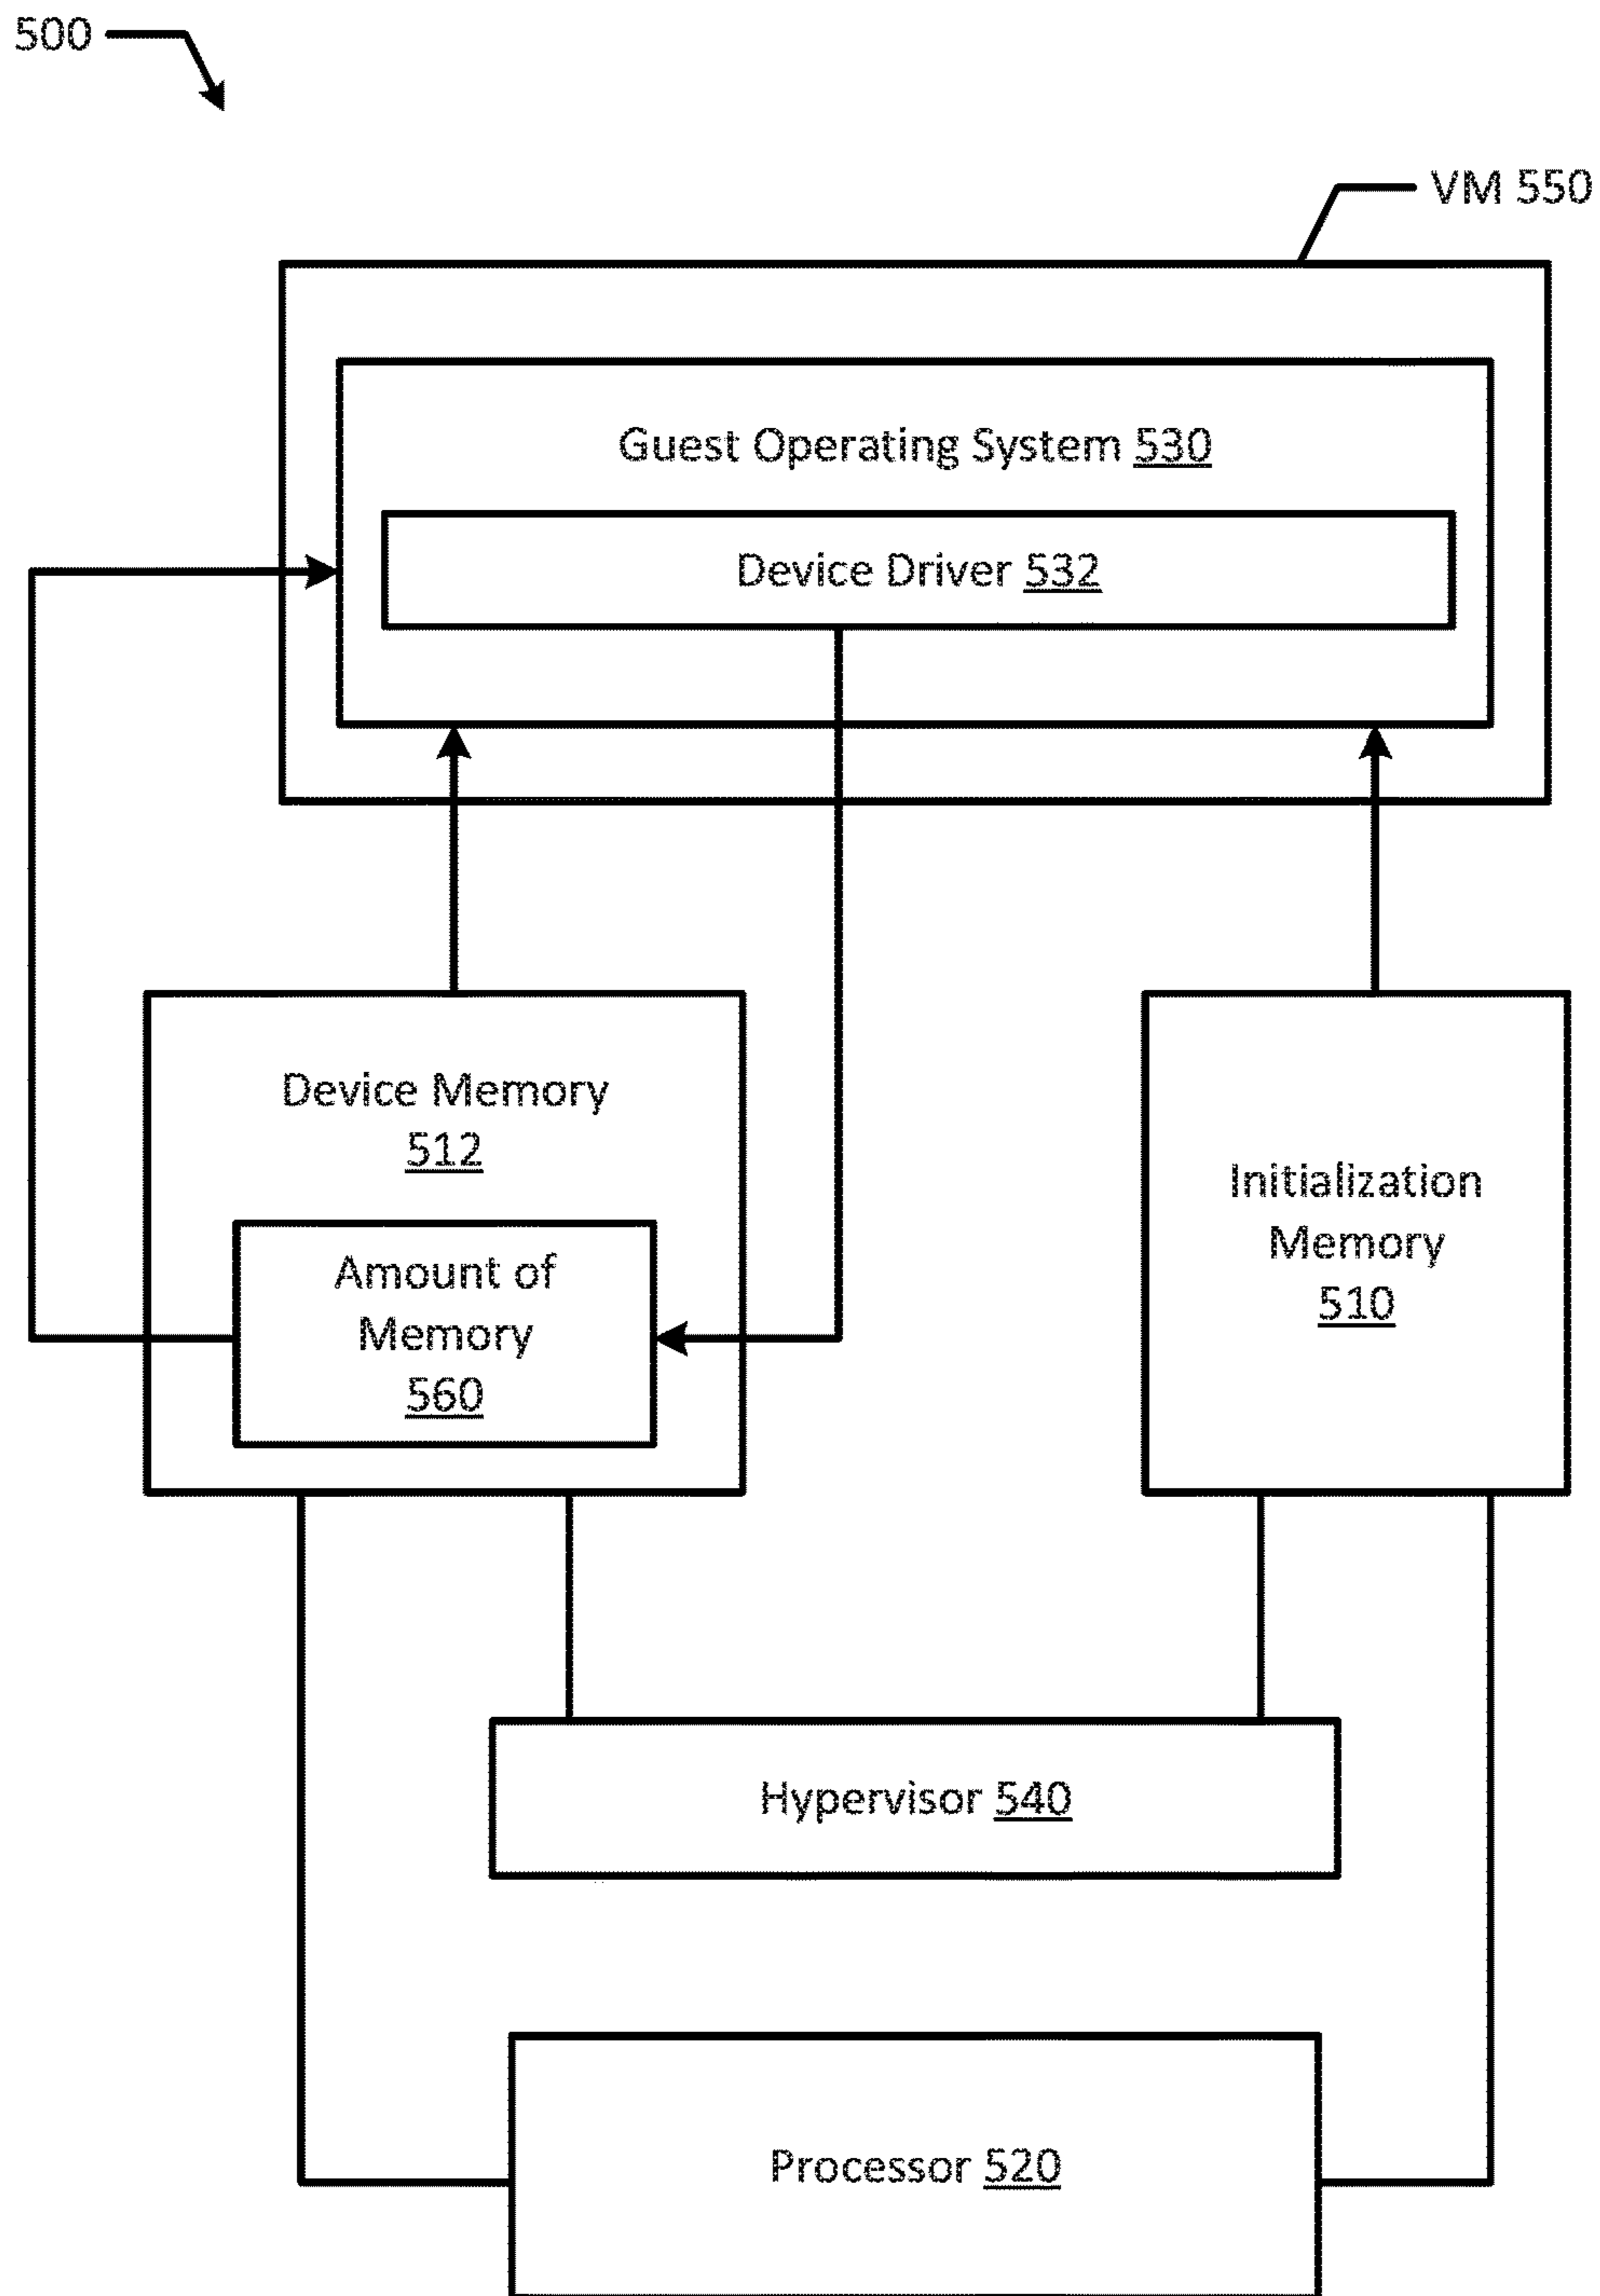 500
VM 550
Guest Operating System 530
Device Driver 532
Device Memory
512
Amount of
Memory
560
Initialization
Memory
510
Hypervisor 540
Processor 520